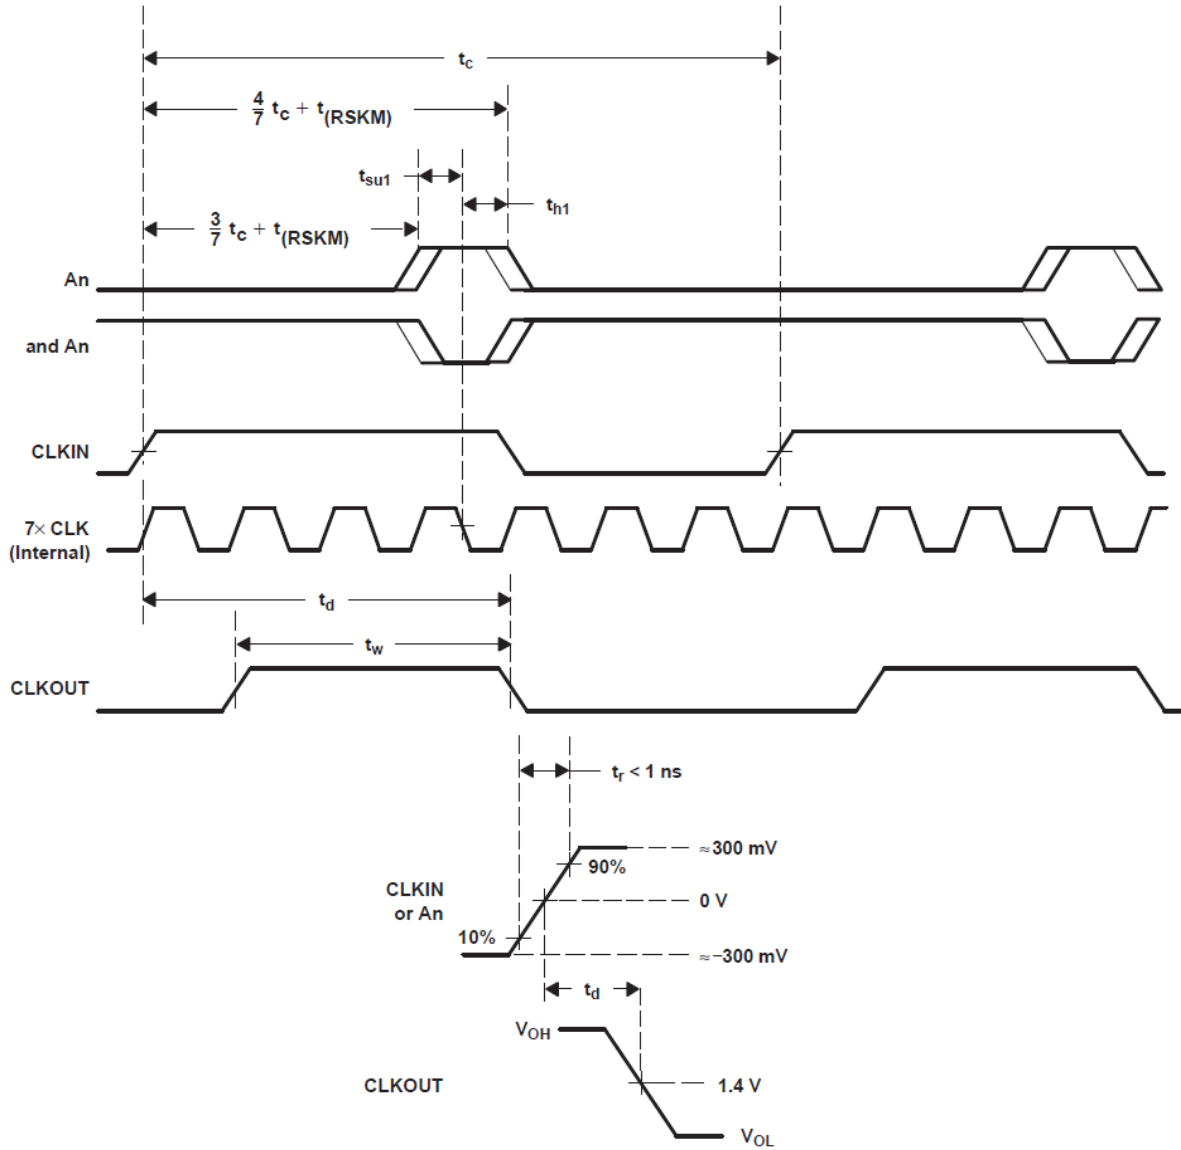 t_c
4/7 t_c + t_(RSKM)
t_su1
t_h1
3/7 t_c + t_(RSKM)
An
and An
CLKIN
7× CLK
(Internal)
t_d
t_w
CLKOUT
t_r < 1 ns
≈300 mV
90%
CLKIN
or An
0 V
10%
≈−300 mV
t_d
V_OH
CLKOUT
1.4 V
V_OL